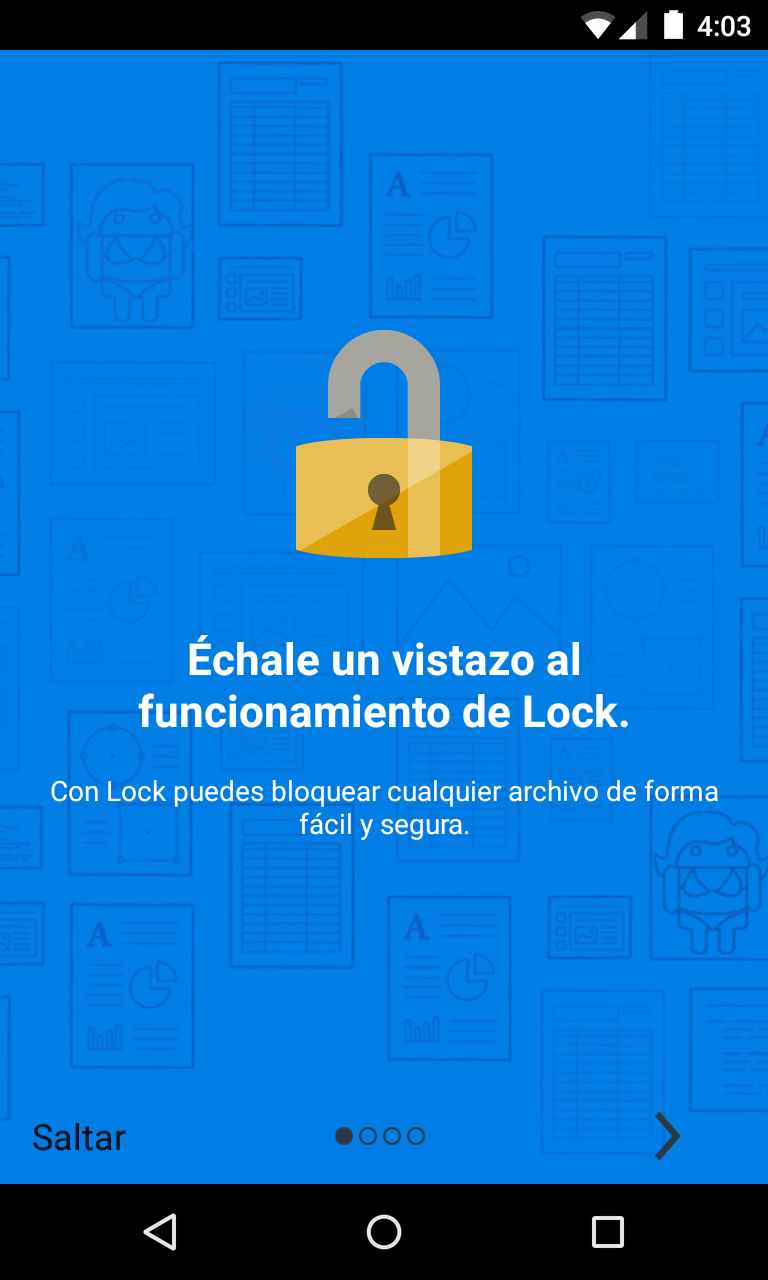 4:03
Échale un vistazo al
funcionamiento de Lock.
Con Lock puedes bloquear cualquier archivo de forma
fácil y segura.
Saltar